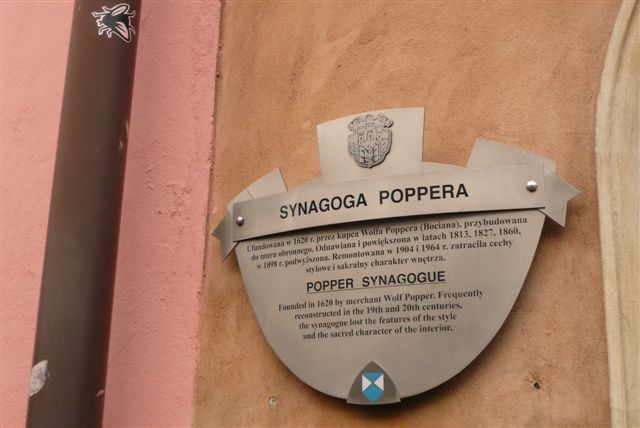 SYNAGOGA POPPERA
Ufundowana w 1620 r. przez kupca Wolfa Poppera (Bociana), przybudowana
do muru obronnego. Odnawiana i powiększona w latach 1813, 1827, 1860,
w 1898 r. podwyższona. Remontowana w 1904 i 1964 r. zatraciła cechy
stylowe i sakralny charakter wnętrza.
POPPER SYNAGOGUE
Founded in 1620 by merchant Wolf Popper. Frequently
reconstructed in the 19th and 20th centuries,
the synagogue lost the features of the style
and the sacred character of the interior.